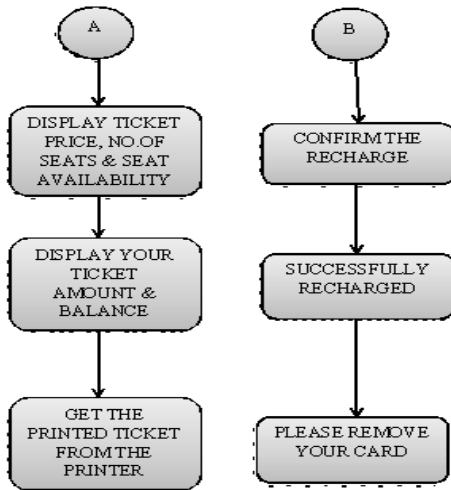 A
DISPLAY TICKET
PRICE, NO.OF
SEATS & SEAT
AVAILABILITY
DISPLAY YOUR
TICKET
AMOUNT &
BALANCE
GET THE
PRINTED TICKET
FROM THE
PRINTER
B
CONFIRM THE
RECHARGE
SUCCESSFULLY
RECHARGED
PLEASE REMOVE
YOUR CARD